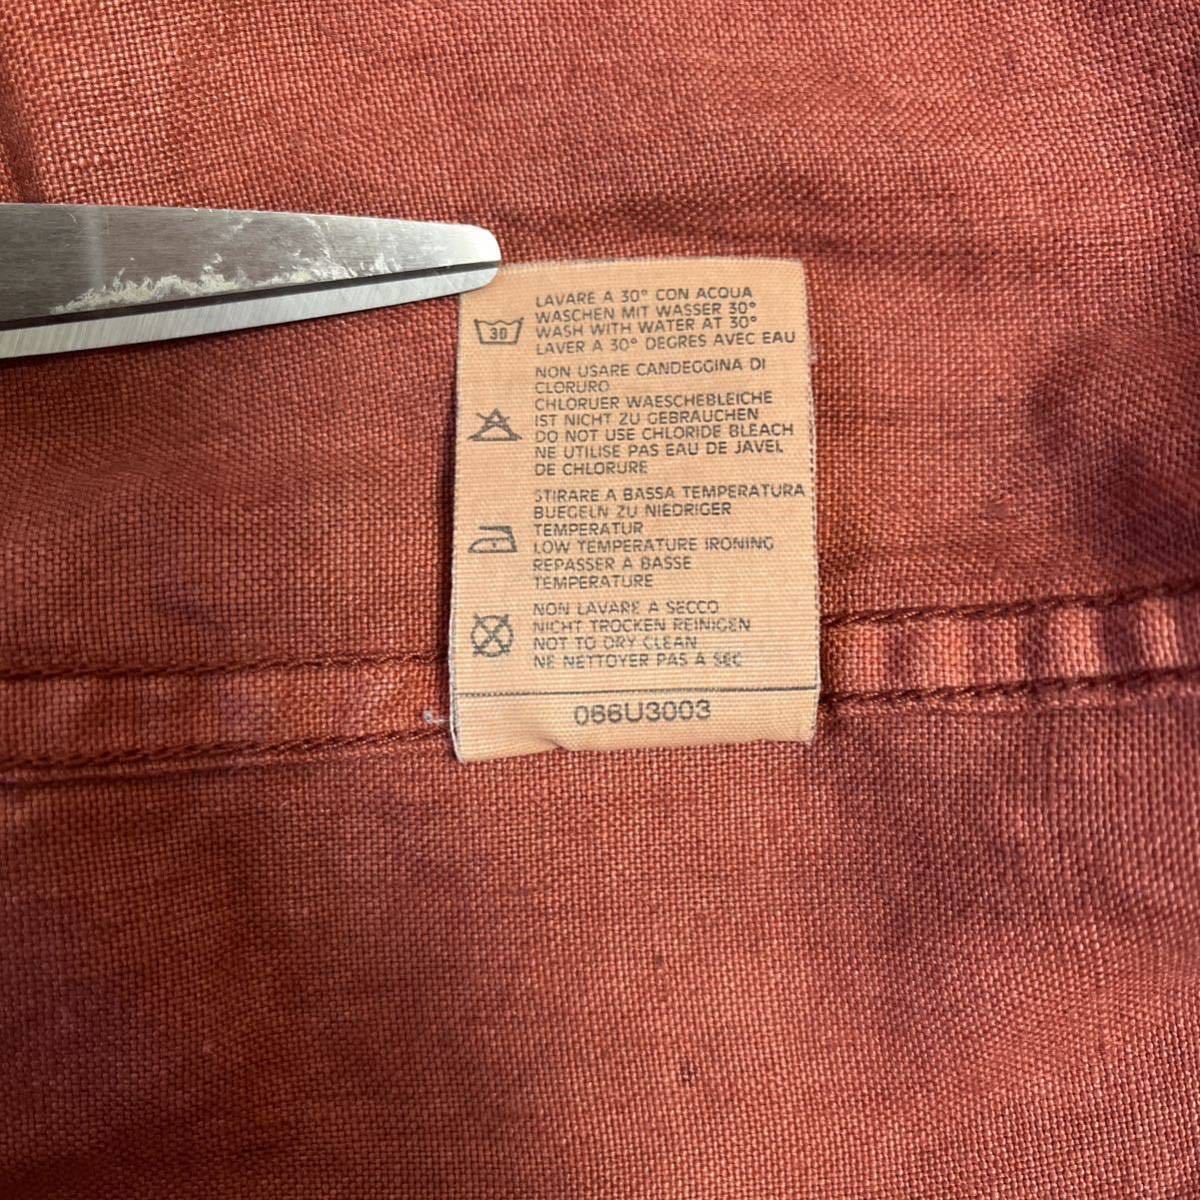 30
LAVARE A 30° CON ACQUA
WASCHEN MIT WASSER 30°
WASH WITH WATER AT 30°
LAVER A 30° DEGRES AVEC EAU
NON USARE CANDEGGINA DI
CLORURO
CHLORUER WAESCHEBLEICHE
IST NICHT ZU GEBRAUCHEN
DO NOT USE CHLORIDE BLEACH
NE UTILISE PAS EAU DE JAVEL
DE CHLORURE
STIRARE A BASSA TEMPERATURA
BUEGELN ZU NIEDRIGER
TEMPERATUR
LOW TEMPERATURE IRONING
REPASSER A BASSE
TEMPERATURE
NON LAVARE A SECCO
NICHT TROCKEN REINIGEN
NOT TO DRY CLEAN
NE NETTOYER PAS A SEC
066U3003